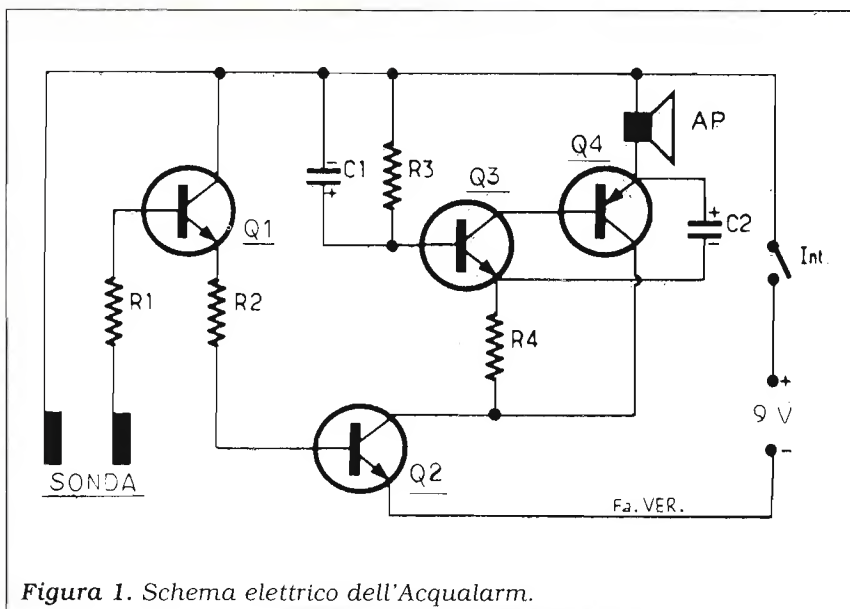 AP
Q4
C1
R3
Q3
Q1
C2
Int.
R1
R2
R4
+
9 V
-
SONDA
Q2
Fa. VER.
Figura 1. Schema elettrico dell'Acqualarm.